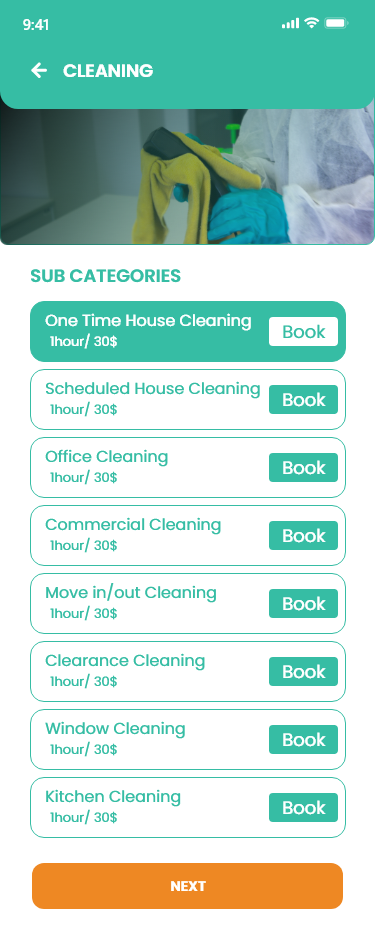 9:41
CLEANING
SUB CATEGORIES
One Time House Cleaning
1hour/ 30$
Book
Scheduled House Cleaning
1hour/ 30$
Book
Office Cleaning
1hour/ 30$
Book
Commercial Cleaning
1hour/ 30$
Book
Move in/out Cleaning
1hour/ 30$
Book
Clearance Cleaning
1hour/ 30$
Book
Window Cleaning
1hour/ 30$
Book
Kitchen Cleaning
1hour/ 30$
Book
NEXT